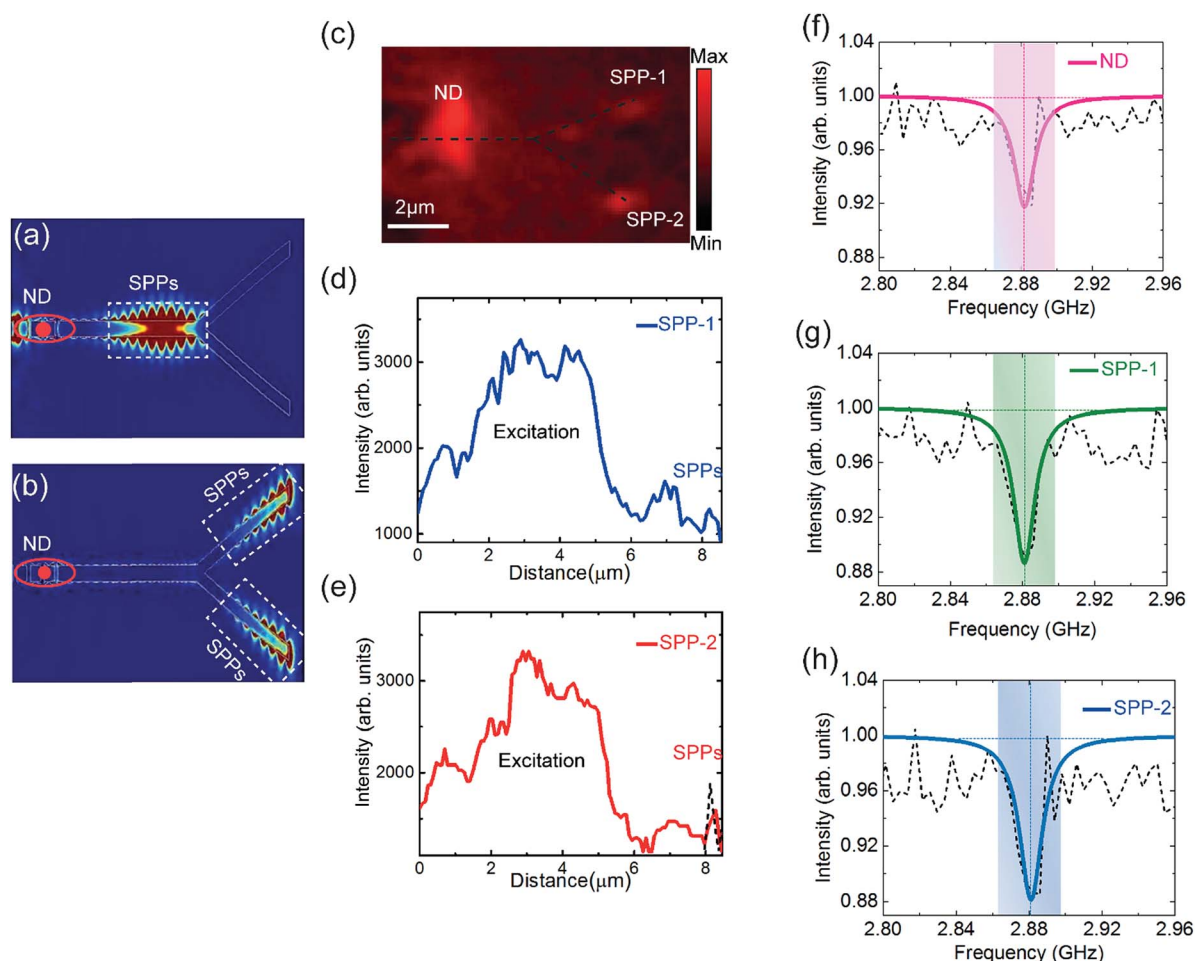 (a)
ND
SPPs
(b)
ND
SPPs
SPPs
(c)
ND
SPP-1
SPP-2
2μm
Max
Min
(d)
SPP-1
Excitation
SPPs
Intensity (arb. units)
3000
2000
1000
0 2 4 6 8
Distance(μm)
(e)
SPP-2
Excitation
SPPs
Intensity (arb. units)
3000
2000
0 2 4 6 8
Distance(μm)
(f)
ND
Intensity (arb. units)
1.04
1.00
0.96
0.92
0.88
2.80 2.84 2.88 2.92 2.96
Frequency (GHz)
(g)
SPP-1
Intensity (arb. units)
1.04
1.00
0.96
0.92
0.88
2.80 2.84 2.88 2.92 2.96
Frequency (GHz)
(h)
SPP-2
Intensity (arb. units)
1.04
1.00
0.96
0.92
0.88
2.80 2.84 2.88 2.92 2.96
Frequency (GHz)